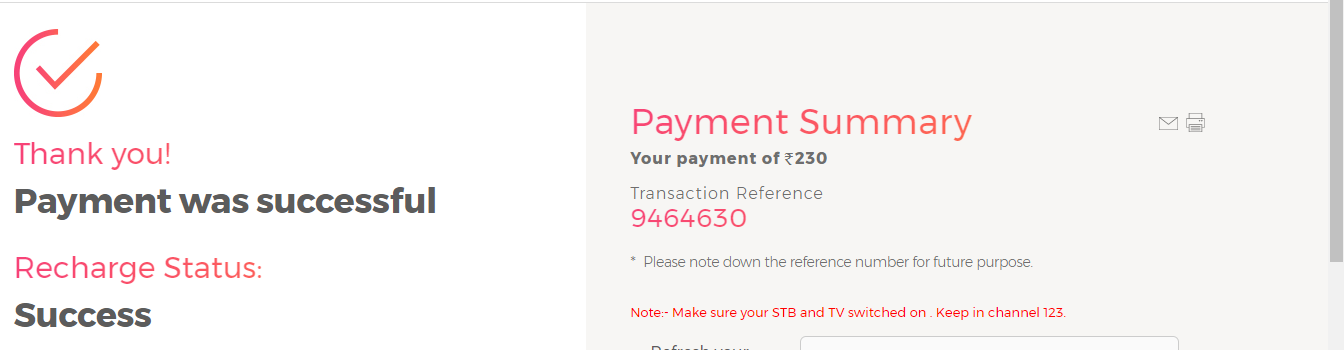 Thank you!
Payment was successful
Recharge Status:
Success
Payment Summary
Your payment of ₹230
Transaction Reference
9464630
* Please note down the reference number for future purpose.
Note:- Make sure your STB and TV switched on . Keep in channel 123.
Refresh your